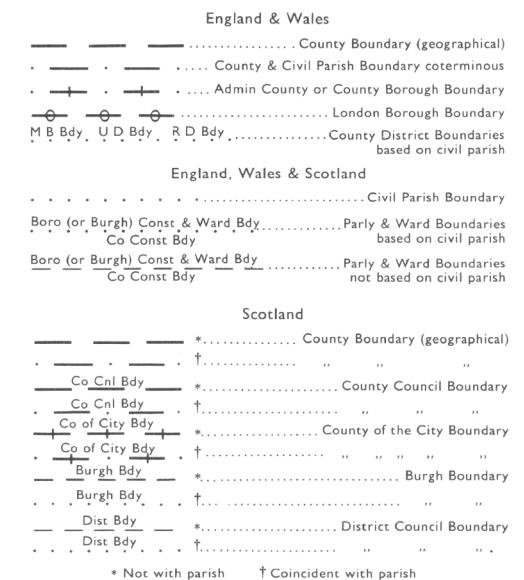 England & Wales
County Boundary (geographical)
County & Civil Parish Boundary coterminous
Admin County or County Borough Boundary
London Borough Boundary
M B Bdy. U D Bdy. R D Bdy. County District Boundaries
based on civil parish
England, Wales & Scotland
Civil Parish Boundary
Boro (or Burgh) Const & Ward Bdy Parly & Ward Boundaries
Co Const Bdy based on civil parish
Boro (or Burgh) Const & Ward Bdy Parly & Ward Boundaries
Co Const Bdy not based on civil parish
Scotland
* County Boundary (geographical)
† ,, ,, ,,
Co Cnl Bdy * County Council Boundary
Co Cnl Bdy † ,, ,, ,,
Co of City Bdy * County of the City Boundary
Co of City Bdy † ,, ,, ,, ,,
Burgh Bdy * Burgh Boundary
Burgh Bdy † ,, ,,
Dist Bdy * District Council Boundary
Dist Bdy † ,, ,, ,, .
* Not with parish † Coincident with parish